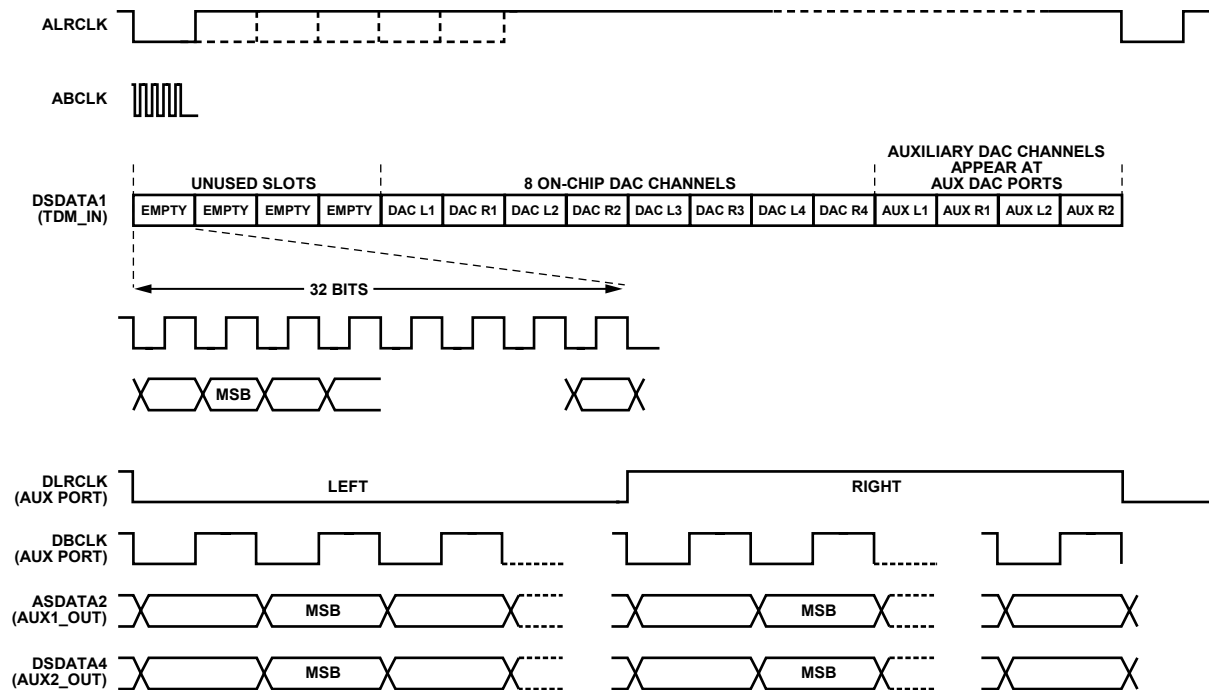 ALRCLK
ABCLK
AUXILIARY DAC CHANNELS
APPEAR AT
AUX DAC PORTS
UNUSED SLOTS
8 ON-CHIP DAC CHANNELS
DSDATA1
(TDM_IN)
EMPTY EMPTY EMPTY EMPTY DAC L1 DAC R1 DAC L2 DAC R2 DAC L3 DAC R3 DAC L4 DAC R4 AUX L1 AUX R1 AUX L2 AUX R2
32 BITS
MSB
DLRCLK
(AUX PORT)
LEFT
RIGHT
DBCLK
(AUX PORT)
ASDATA2
(AUX1_OUT)
MSB
MSB
DSDATA4
(AUX2_OUT)
MSB
MSB